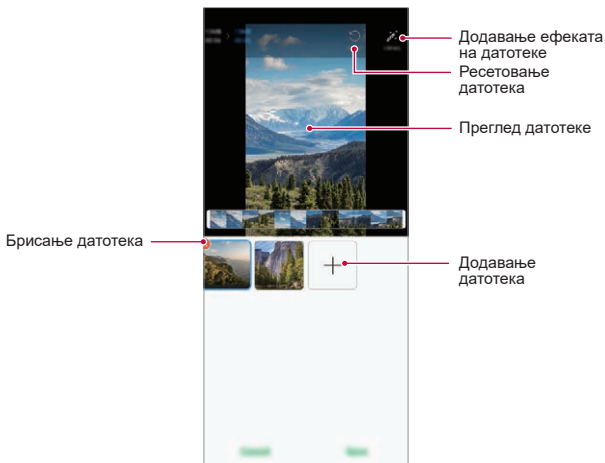 Додавање ефеката
на датотеке
Ресетовање
датотека
Преглед датотеке
Брисање датотека
Додавање
датотека